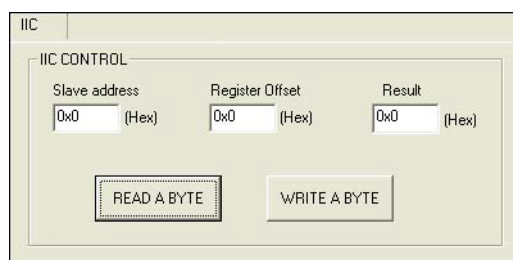 IIC
IIC CONTROL
Slave address Register Offset Result
0x0 (Hex) 0x0 (Hex) 0x0 (Hex)
READ A BYTE WRITE A BYTE